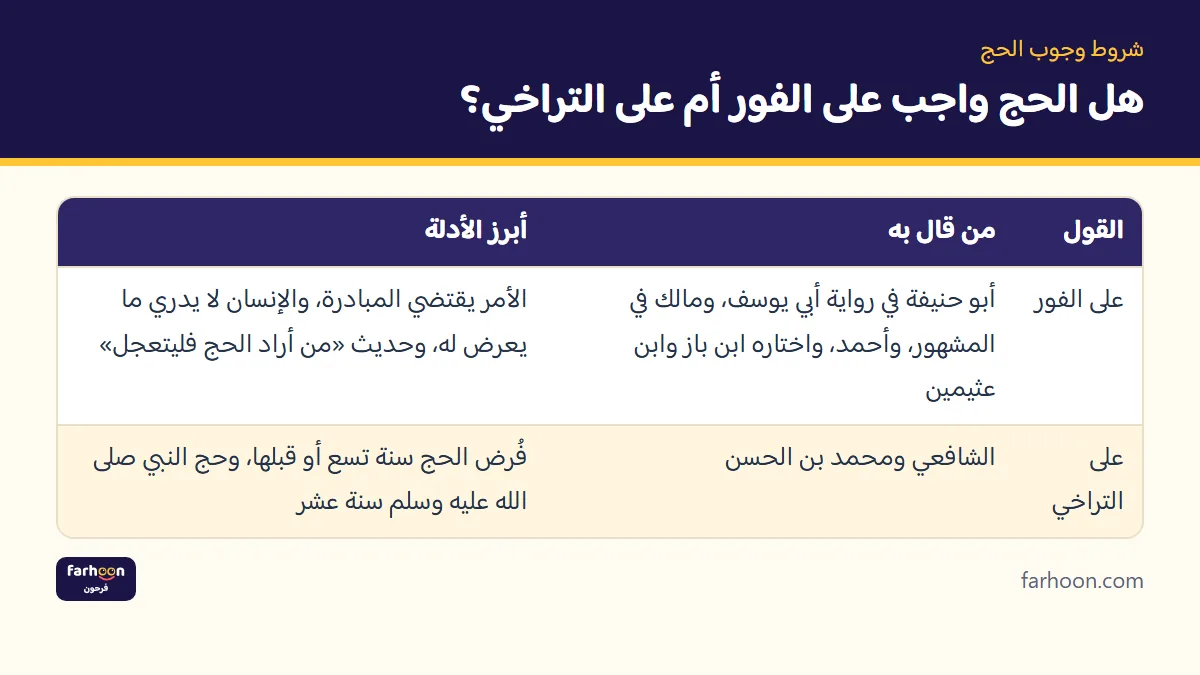 شروط وجوب الحج
هل الحج واجب على الفور أم على التراخي؟
القول
من قال به
أبرز الأدلة
على الفور
أبو حنيفة في رواية أبي يوسف، ومالك في
المشهور، وأحمد، واختاره ابن باز وابن
عثيمين
الأمر يقتضي المبادرة، والإنسان لا يدري ما
يعرض له، وحديث «من أراد الحج فليتعجل»
على
التراخي
الشافعي ومحمد بن الحسن
فُرض الحج سنة تسع أو قبلها، وحج النبي صلى
الله عليه وسلم سنة عشر
farhoon.com
farhoon
فرحون